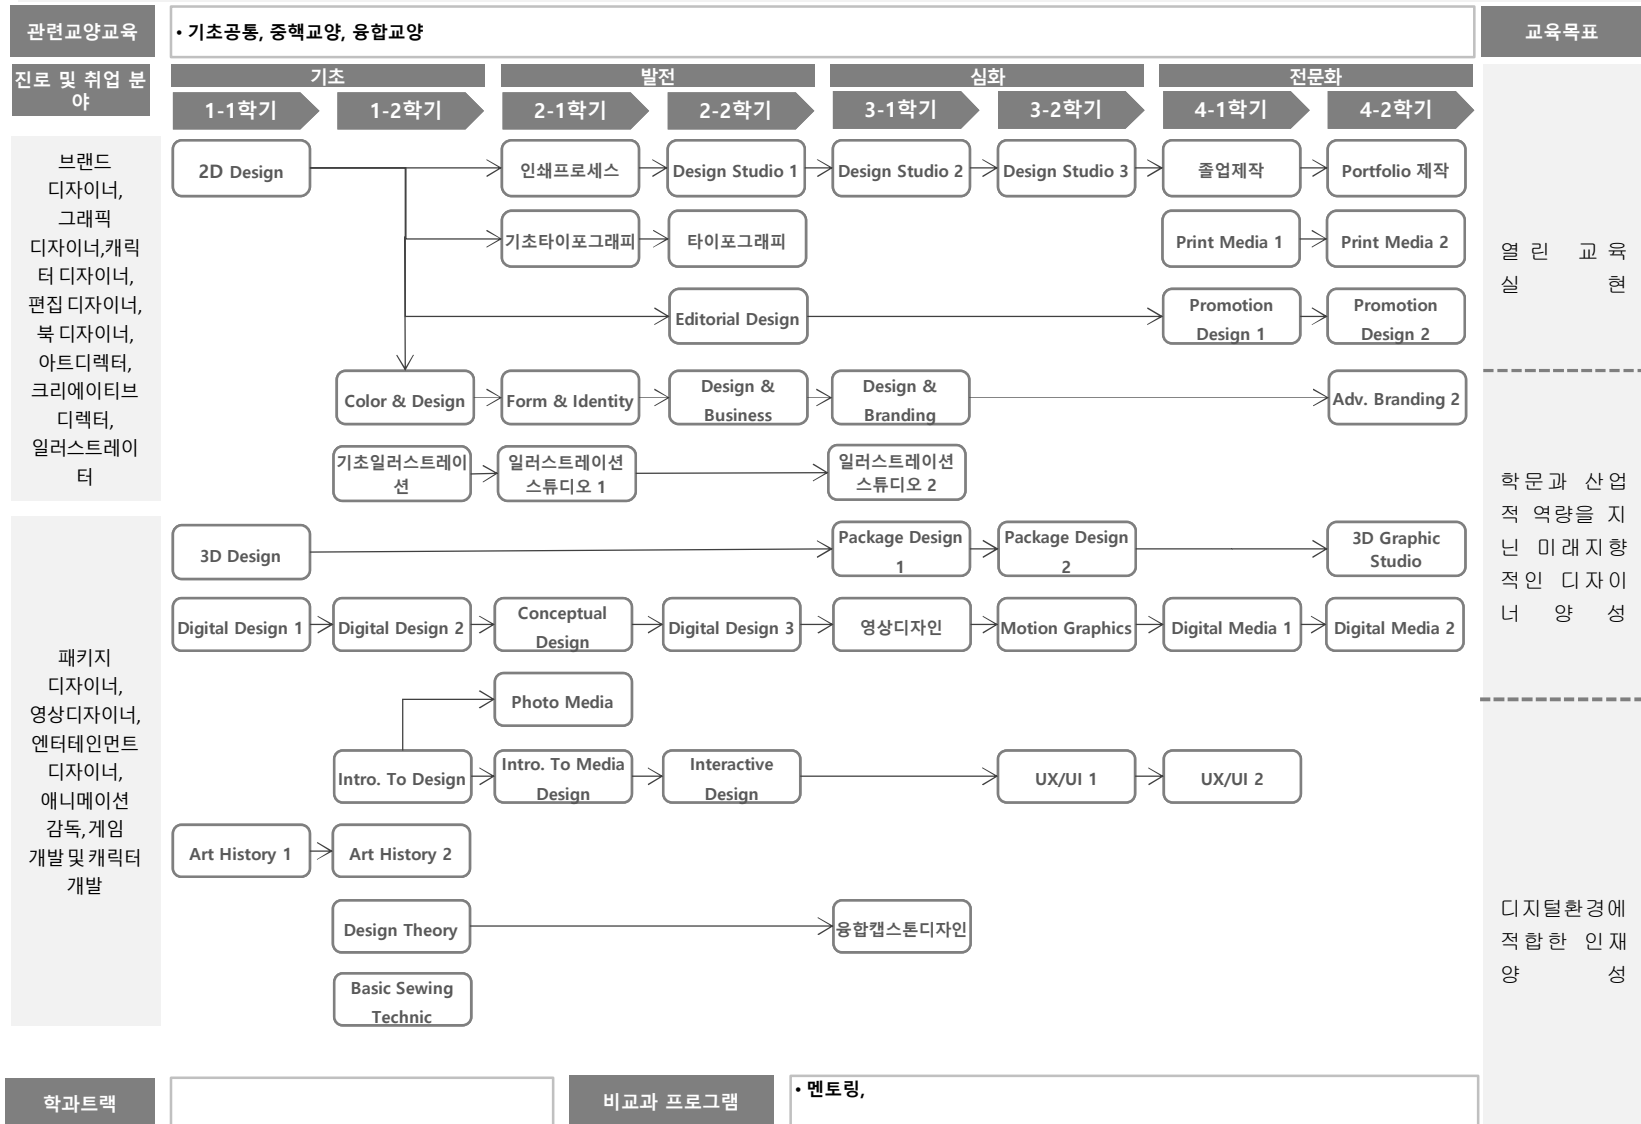 관련교양교육
• 기초공통, 중핵교양, 융합교양
교육목표
진로 및 취업 분
야
기초
발전
심화
전문화
1-1학기
1-2학기
2-1학기
2-2학기
3-1학기
3-2학기
4-1학기
4-2학기
브랜드
디자이너,
그래픽
디자이너,캐릭
터 디자이너,
편집 디자이너,
북 디자이너,
아트디렉터,
크리에이티브
디렉터,
일러스트레이
터
2D Design
인쇄프로세스
Design Studio 1
Design Studio 2
Design Studio 3
졸업제작
Portfolio 제작
기초타이포그래피
타이포그래피
Print Media 1
Print Media 2
Editorial Design
Promotion
Design 1
Promotion
Design 2
Color & Design
Form & Identity
Design &
Business
Design &
Branding
Adv. Branding 2
기초일러스트레이
션
일러스트레이션
스튜디오 1
일러스트레이션
스튜디오 2
패키지
디자이너,
영상디자이너,
엔터테인먼트
디자이너,
애니메이션
감독,게임
개발 및 캐릭터
개발
3D Design
Package Design
1
Package Design
2
3D Graphic
Studio
Digital Design 1
Digital Design 2
Conceptual
Design
Digital Design 3
영상디자인
Motion Graphics
Digital Media 1
Digital Media 2
Photo Media
Intro. To Design
Intro. To Media
Design
Interactive
Design
UX/UI 1
UX/UI 2
Art History 1
Art History 2
Design Theory
융합캡스톤디자인
Basic Sewing
Technic
열린 교육
실 현
학문과 산업
적 역량을 지
닌 미래지향
적인 디자이
너 양 성
디지털환경에
적합한 인재
양 성
학과트랙
비교과 프로그램
• 멘토링,